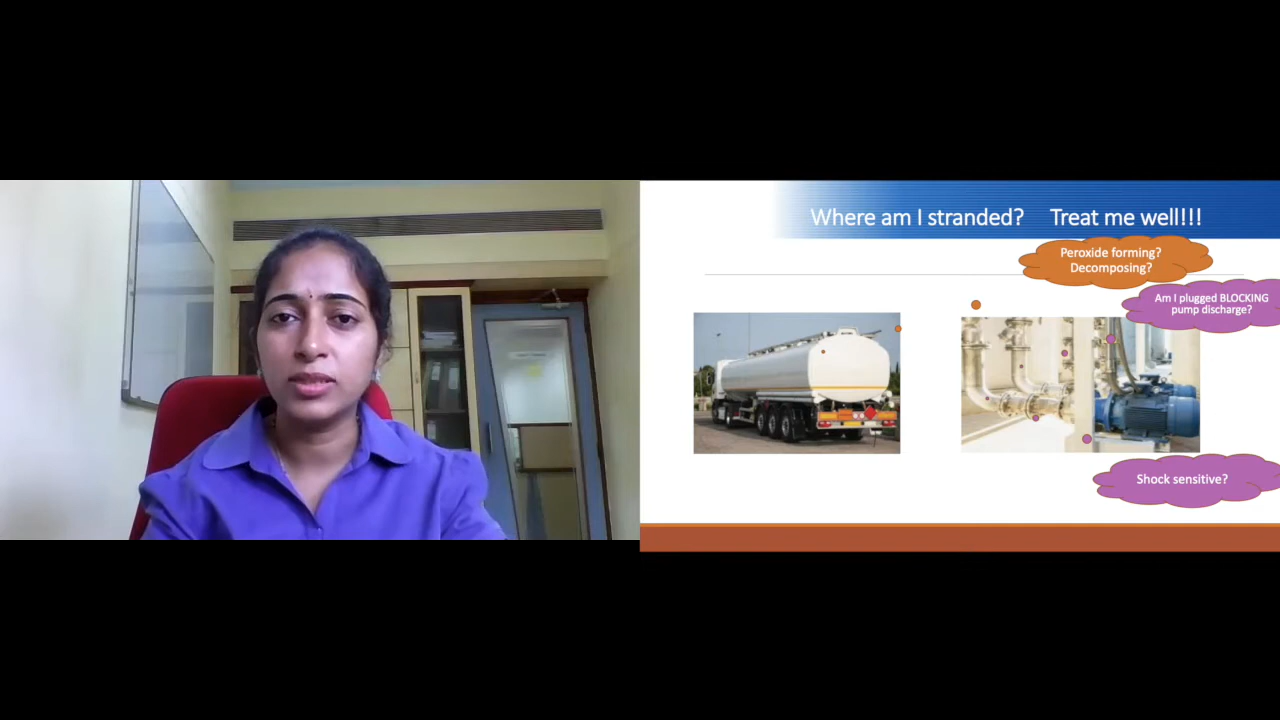 Where am I stranded? Treat me well!!!
Peroxide forming?
Decomposing?
Am I plugged BLOCKING
pump discharge?
Shock sensitive?